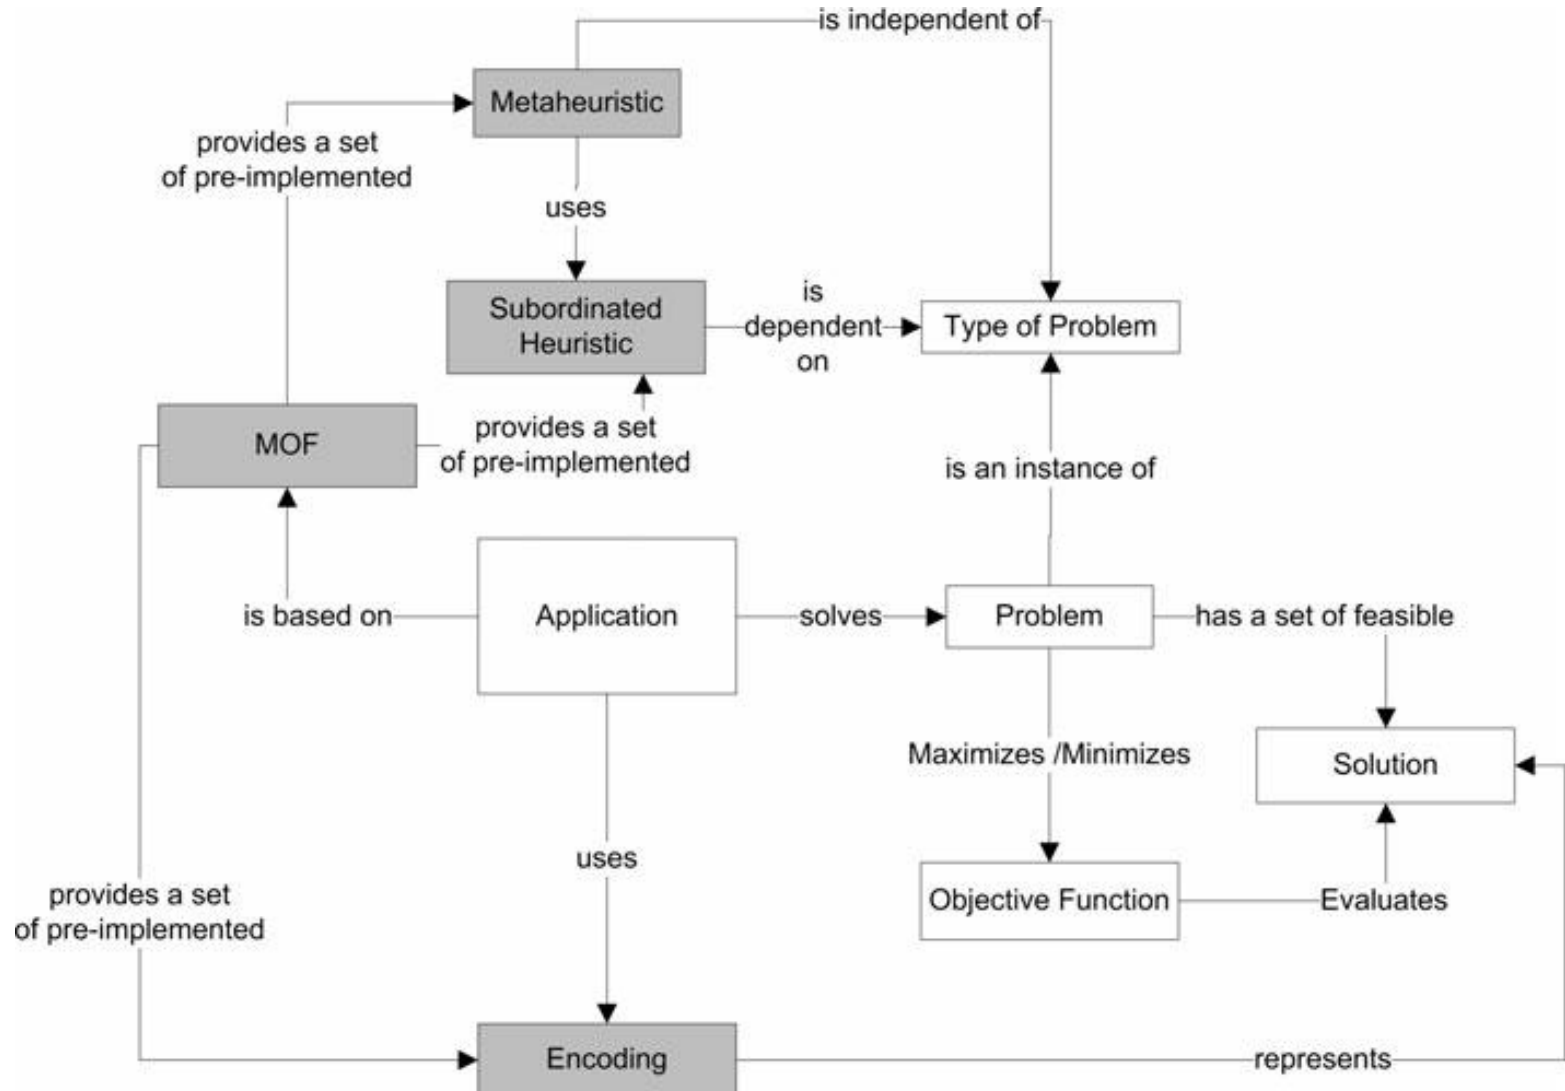 is independent of
Metaheuristic
provides a set
of pre-implemented
uses
Subordinated
Heuristic
is
dependent
on
Type of Problem
MOF
provides a set
of pre-implemented
is an instance of
is based on
Application
solves
Problem
has a set of feasible
Maximizes /Minimizes
Solution
uses
provides a set
of pre-implemented
Objective Function
Evaluates
Encoding
represents